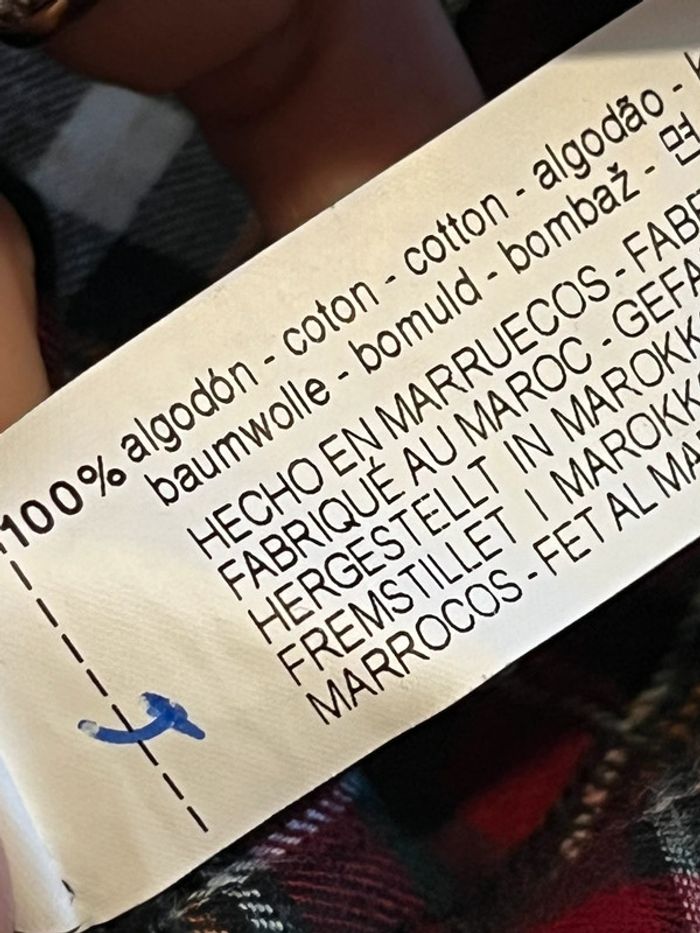 100% algodón - coton - cotton - algodão -
baumwolle - bomuld - bombaž - 면
HECHO EN MARRUECOS - FABR
FABRIQUÉ AU MAROC - GEFA
HERGESTELLT IN MAROKK
FREMSTILLET I MAROKK
MARROCOS - FET AL MA